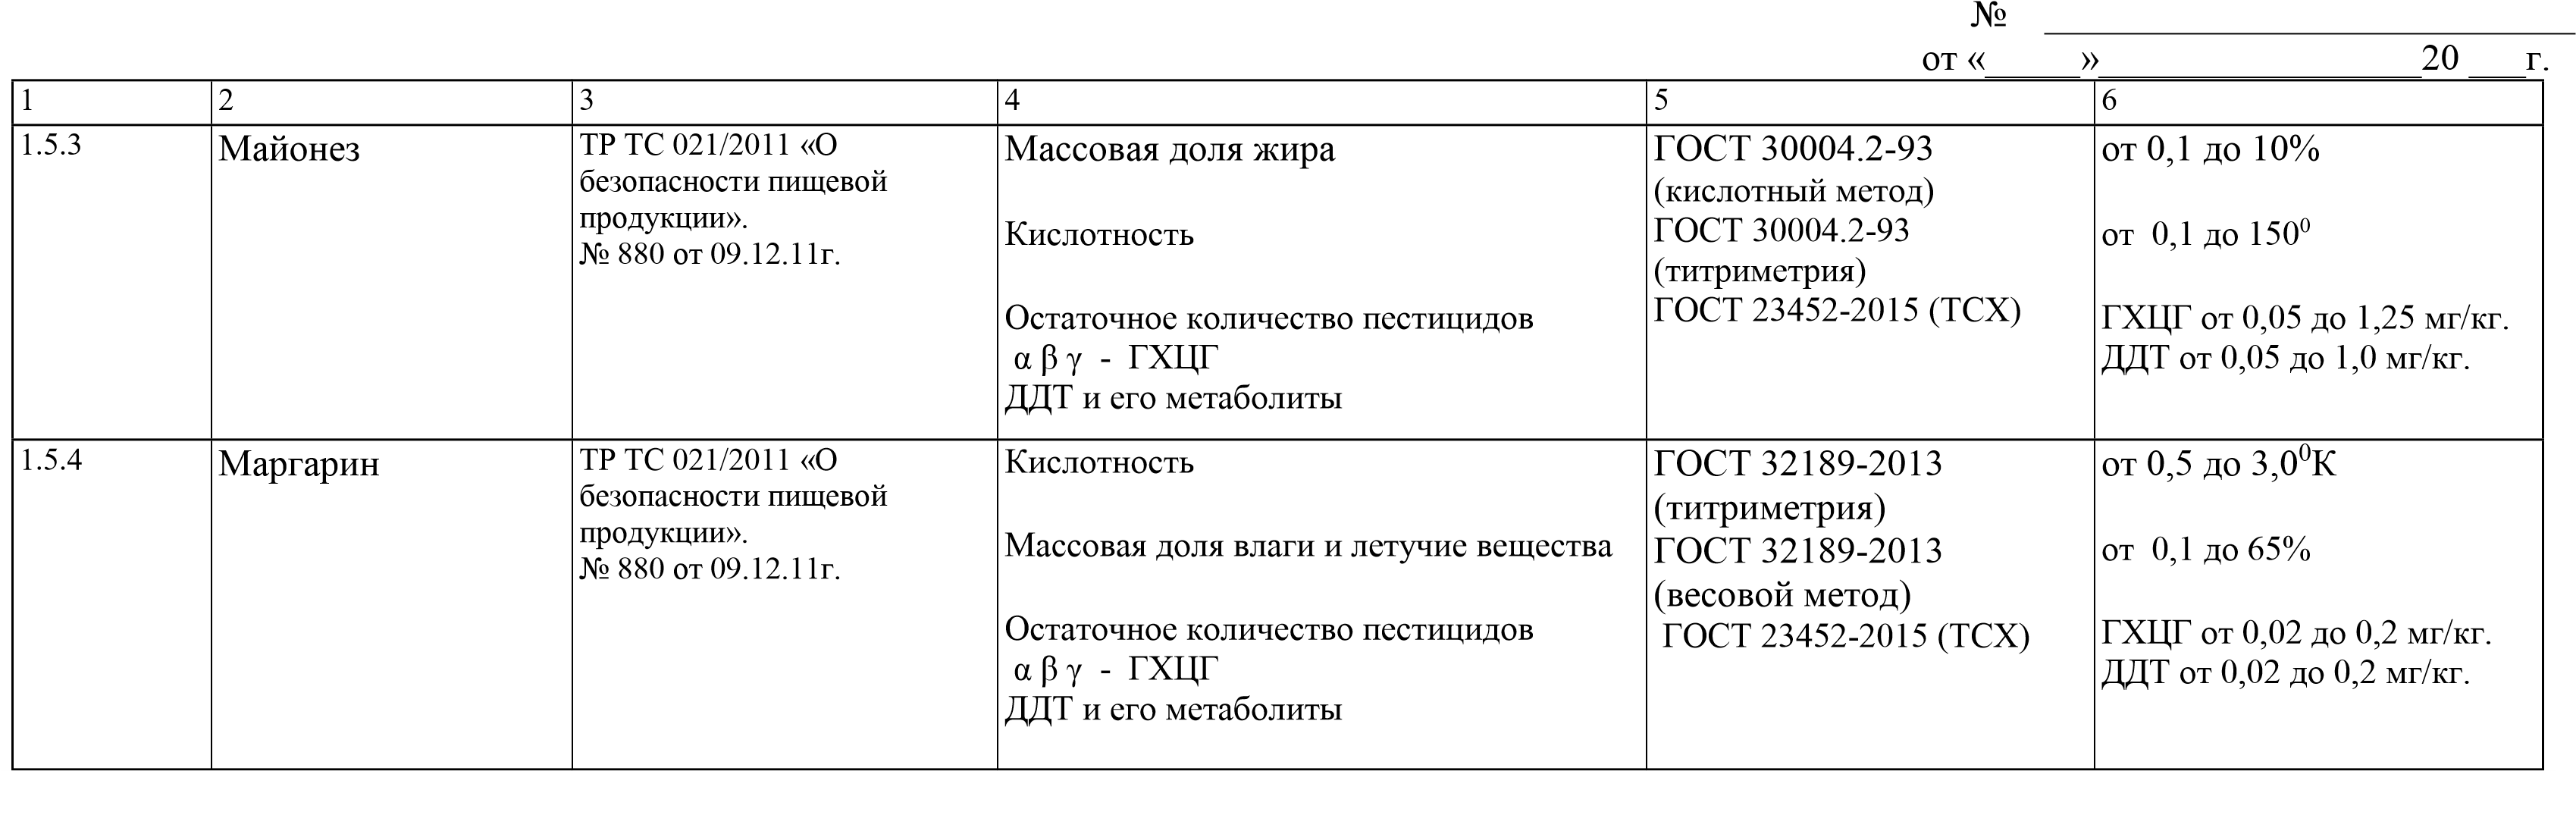 № ____________________________
от «_____»_________________20 ___г.
1 2 3 4 5 6
1.5.3
Майонез
ТР ТС 021/2011 «О
безопасности пищевой
продукции».
№ 880 от 09.12.11г.
Массовая доля жира
Кислотность
Остаточное количество пестицидов
α β γ - ГХЦГ
ДДТ и его метаболиты
ГОСТ 30004.2-93
(кислотный метод)
ГОСТ 30004.2-93
(титриметрия)
ГОСТ 23452-2015 (ТСХ)
от 0,1 до 10%
от 0,1 до 150⁰
ГХЦГ от 0,05 до 1,25 мг/кг.
ДДТ от 0,05 до 1,0 мг/кг.
1.5.4
Маргарин
ТР ТС 021/2011 «О
безопасности пищевой
продукции».
№ 880 от 09.12.11г.
Кислотность
Массовая доля влаги и летучие вещества
Остаточное количество пестицидов
α β γ - ГХЦГ
ДДТ и его метаболиты
ГОСТ 32189-2013
(титриметрия)
ГОСТ 32189-2013
(весовой метод)
ГОСТ 23452-2015 (ТСХ)
от 0,5 до 3,0⁰К
от 0,1 до 65%
ГХЦГ от 0,02 до 0,2 мг/кг.
ДДТ от 0,02 до 0,2 мг/кг.